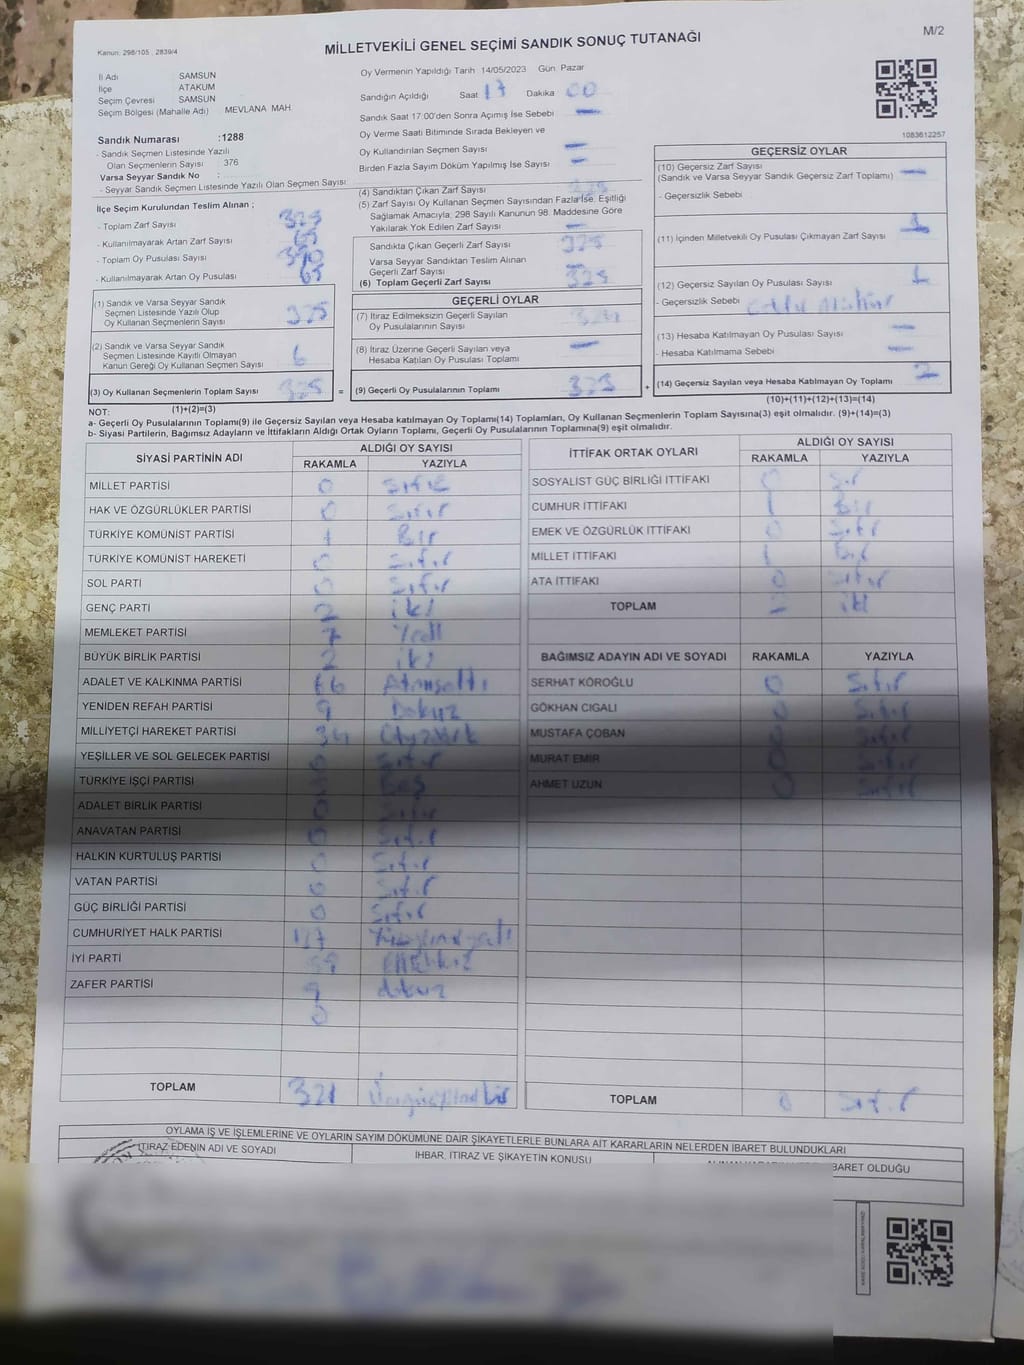 M/2
Kanun: 298/105 , 2839/4
MİLLETVEKİLİ GENEL SEÇİMİ SANDIK SONUÇ TUTANAĞI
İl Adı SAMSUN
İlçe ATAKUM
Seçim Çevresi SAMSUN
Seçim Bölgesi (Mahalle Adı) MEVLANA MAH.
Sandık Numarası :1288
- Sandık Seçmen Listesinde Yazılı
Olan Seçmenlerin Sayısı 376
Varsa Seyyar Sandık No :
- Seyyar Sandık Seçmen Listesinde Yazılı Olan Seçmen Sayısı:
Oy Vermenin Yapıldığı Tarih 14/05/2023 Gün Pazar
Sandığın Açıldığı Saat 17 Dakika 00
Sandık Saat 17:00'den Sonra Açımış İse Sebebi —
Oy Verme Saati Bitiminde Sırada Bekleyen ve
Oy Kullandırılan Seçmen Sayısı —
Birden Fazla Sayım Döküm Yapılmış İse Sayısı —
1083612257
İlçe Seçim Kurulundan Teslim Alınan ;
- Toplam Zarf Sayısı
- Kullanılmayarak Artan Zarf Sayısı 65
- Toplam Oy Pusulası Sayısı
- Kullanılmayarak Artan Oy Pusulası 65
(1) Sandık ve Varsa Seyyar Sandık
Seçmen Listesinde Yazılı Olup
Oy Kullanan Seçmenlerin Sayısı
(2) Sandık ve Varsa Seyyar Sandık
Seçmen Listesinde Kayıtlı Olmayan
Kanun Gereği Oy Kullanan Seçmen Sayısı
(3) Oy Kullanan Seçmenlerin Toplam Sayısı =
(1)+(2)=(3)
(4) Sandıktan Çıkan Zarf Sayısı
(5) Zarf Sayısı Oy Kullanan Seçmen Sayısından Fazla İse, Eşitliği
Sağlamak Amacıyla, 298 Sayılı Kanunun 98. Maddesine Göre
Yakılarak Yok Edilen Zarf Sayısı —
Sandıkta Çıkan Geçerli Zarf Sayısı 325
Varsa Seyyar Sandıktan Teslim Alınan
Geçerli Zarf Sayısı —
(6) Toplam Geçerli Zarf Sayısı 325
GEÇERLİ OYLAR
(7) İtiraz Edilmeksizin Geçerli Sayılan
Oy Pusulalarının Sayısı
(8) İtiraz Üzerine Geçerli Sayılan veya
Hesaba Katılan Oy Pusulası Toplamı —
(9) Geçerli Oy Pusulalarının Toplamı 323 +
GEÇERSİZ OYLAR
(10) Geçersiz Zarf Sayısı
(Sandık ve Varsa Seyyar Sandık Geçersiz Zarf Toplamı) —
- Geçersizlik Sebebi
(11) İçinden Milletvekili Oy Pusulası Çıkmayan Zarf Sayısı 1
(12) Geçersiz Sayılan Oy Pusulası Sayısı 1
- Geçersizlik Sebebi
(13) Hesaba Katılmayan Oy Pusulası Sayısı —
- Hesaba Katılmama Sebebi —
(14) Geçersiz Sayılan veya Hesaba Katılmayan Oy Toplamı 2
(10)+(11)+(12)+(13)=(14)
NOT:
a- Geçerli Oy Pusulalarının Toplamı(9) ile Geçersiz Sayılan veya Hesaba katılmayan Oy Toplamı(14) Toplamları, Oy Kullanan Seçmenlerin Toplam Sayısına(3) eşit olmalıdır. (9)+(14)=(3)
b- Siyasi Partilerin, Bağımsız Adayların ve İttifakların Aldığı Ortak Oyların Toplamı, Geçerli Oy Pusulalarının Toplamına(9) eşit olmalıdır.
SİYASİ PARTİNİN ADI ALDIĞI OY SAYISI
RAKAMLA YAZIYLA
MİLLET PARTİSİ 0 Sıfır
HAK VE ÖZGÜRLÜKLER PARTİSİ 0 Sıfır
TÜRKİYE KOMÜNİST PARTİSİ 1 Bir
TÜRKİYE KOMÜNİST HAREKETİ 0 Sıfır
SOL PARTİ 0 Sıfır
GENÇ PARTİ 2 iki
MEMLEKET PARTİSİ 7 Yedi
BÜYÜK BİRLİK PARTİSİ 2 iki
ADALET VE KALKINMA PARTİSİ 66 Atmışaltı
YENİDEN REFAH PARTİSİ 9 Dokuz
MİLLİYETÇİ HAREKET PARTİSİ 34
YEŞİLLER VE SOL GELECEK PARTİSİ 0 Sıfır
TÜRKİYE İŞÇİ PARTİSİ 5 Beş
ADALET BİRLİK PARTİSİ 0 Sıfır
ANAVATAN PARTİSİ 0 Sıfır
HALKIN KURTULUŞ PARTİSİ 0 Sıfır
VATAN PARTİSİ 0 Sıfır
GÜÇ BİRLİĞİ PARTİSİ 0 Sıfır
CUMHURİYET HALK PARTİSİ
İYİ PARTİ
ZAFER PARTİSİ 9 dokuz
0
TOPLAM 321
İTTİFAK ORTAK OYLARI ALDIĞI OY SAYISI
RAKAMLA YAZIYLA
SOSYALİST GÜÇ BİRLİĞİ İTTİFAKI 0
CUMHUR İTTİFAKI 1 Bir
EMEK VE ÖZGÜRLÜK İTTİFAKI 0 Sıfır
MİLLET İTTİFAKI 1 Bir
ATA İTTİFAKI 0 Sıfır
TOPLAM 2 iki
BAĞIMSIZ ADAYIN ADI VE SOYADI RAKAMLA YAZIYLA
SERHAT KÖROĞLU 0 Sıfır
GÖKHAN CIGALI 0 Sıfır
MUSTAFA ÇOBAN 0 Sıfır
MURAT EMİR 0 Sıfır
AHMET UZUN 0 Sıfır
TOPLAM 0 Sıfır
OYLAMA İŞ VE İŞLEMLERİNE VE OYLARIN SAYIM DÖKÜMÜNE DAİR ŞİKAYETLERLE BUNLARA AİT KARARLARIN NELERDEN İBARET BULUNDUKLARI
İTİRAZ EDENİN ADI VE SOYADI
İHBAR, İTİRAZ VE ŞİKAYETİN KONUSU
İBARET OLDUĞU